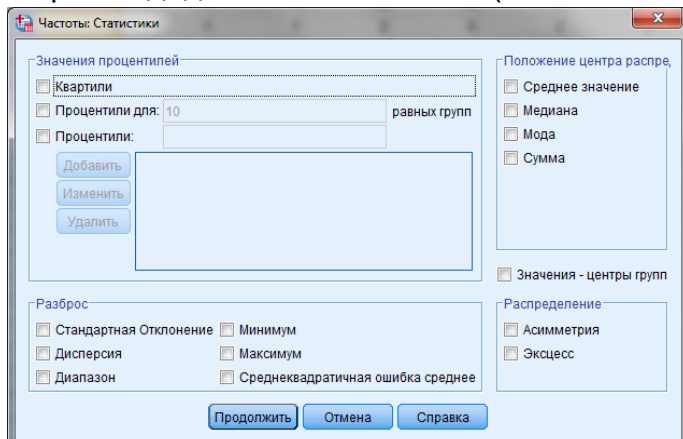 Частоты: Статистики
Значения процентилей
Квартили
Процентили для: 10 равных групп
Процентили:
Добавить
Изменить
Удалить
Положение центра распре,
Среднее значение
Медиана
Мода
Сумма
Значения - центры групп
Разброс
Стандартная Отклонение
Минимум
Дисперсия
Максимум
Диапазон
Среднеквадратичная ошибка среднее
Распределение
Асимметрия
Эксцесс
Продолжить
Отмена
Справка